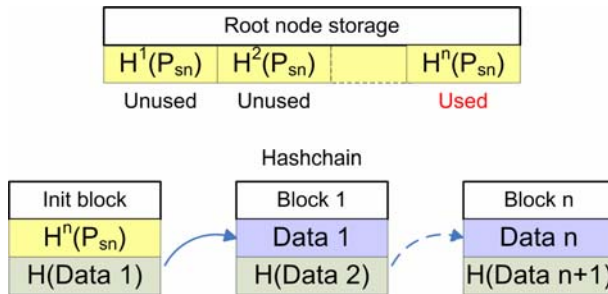 Root node storage
H¹(Pₛₙ) H²(Pₛₙ) Hⁿ(Pₛₙ)
Unused Unused Used
Hashchain
Init block Block 1 Block n
Hⁿ(Pₛₙ) Data 1 Data n
H(Data 1) H(Data 2) H(Data n+1)